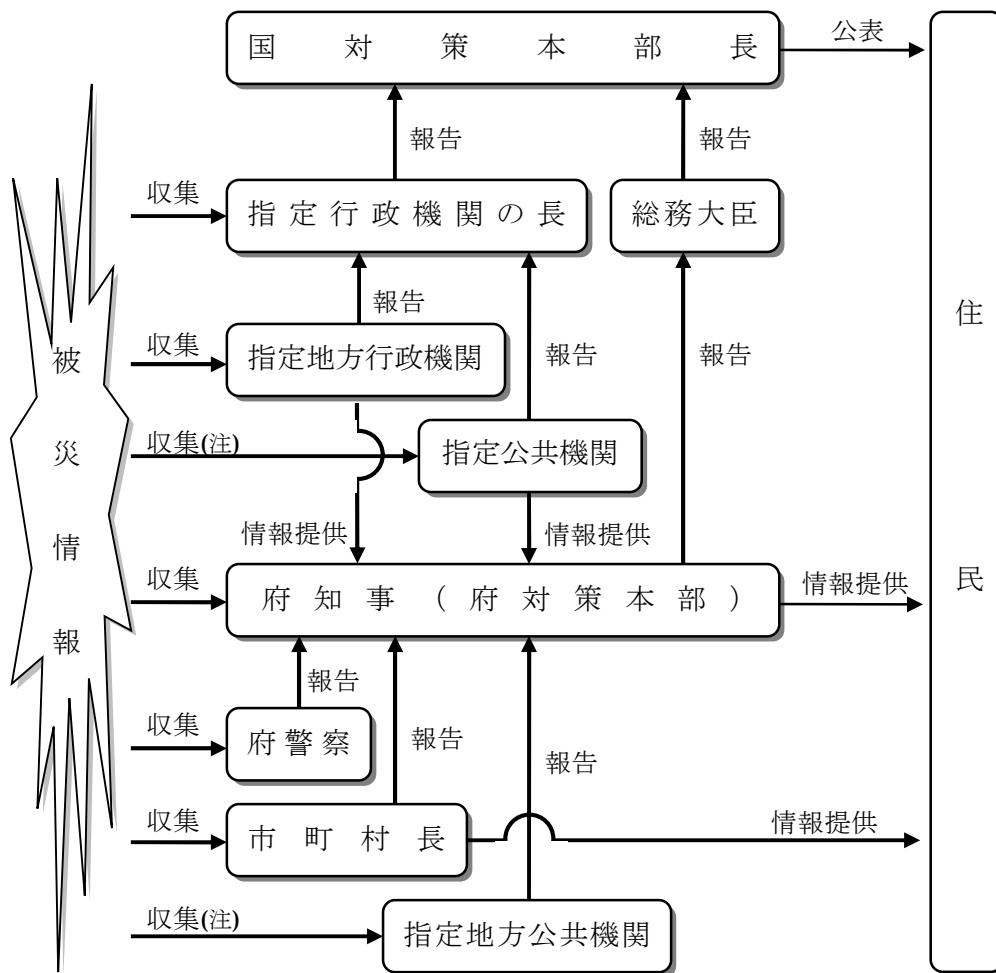 国対策本部長
公表
報告
報告
収集
指定行政機関の長
総務大臣
報告
収集
指定地方行政機関
報告
報告
収集(注)
指定公共機関
情報提供
情報提供
収集
府知事(府対策本部)
情報提供
報告
収集
府警察
報告
報告
収集
市町村長
情報提供
収集(注)
指定地方公共機関
被災情報
住民